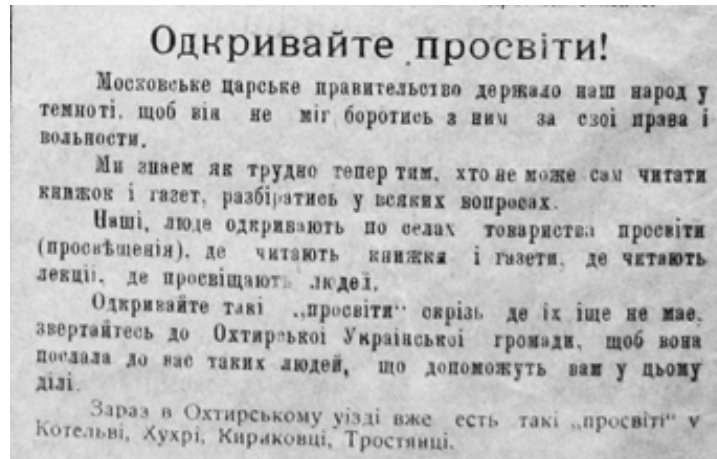 Одкривайте просвіти!
Московське царське правительство держало наш народ у
темноті. щоб він не міг боротись з ним за свої права і
вольности.
Ми знаєм як трудно тепер тим, хто не може сам читати
книжок і газет, разбіратись у всяких вопросах.
Наші, люде одкривають по селах товариства просвіти
(просвѣщенія), де читають книжки і газети, де читають
лекції, де просвіщають людей.
Одкривайте такі „просвіти“ скрізь де їх іще не має,
звертайтесь до Охтирської Української громади, щоб вона
послала до вас таких людей, що допоможуть вам у цьому
ділі.
Зараз в Охтирському уізді вже есть такі „просвіті“ у
Котельві, Хухрі, Кириковці, Тростянці.